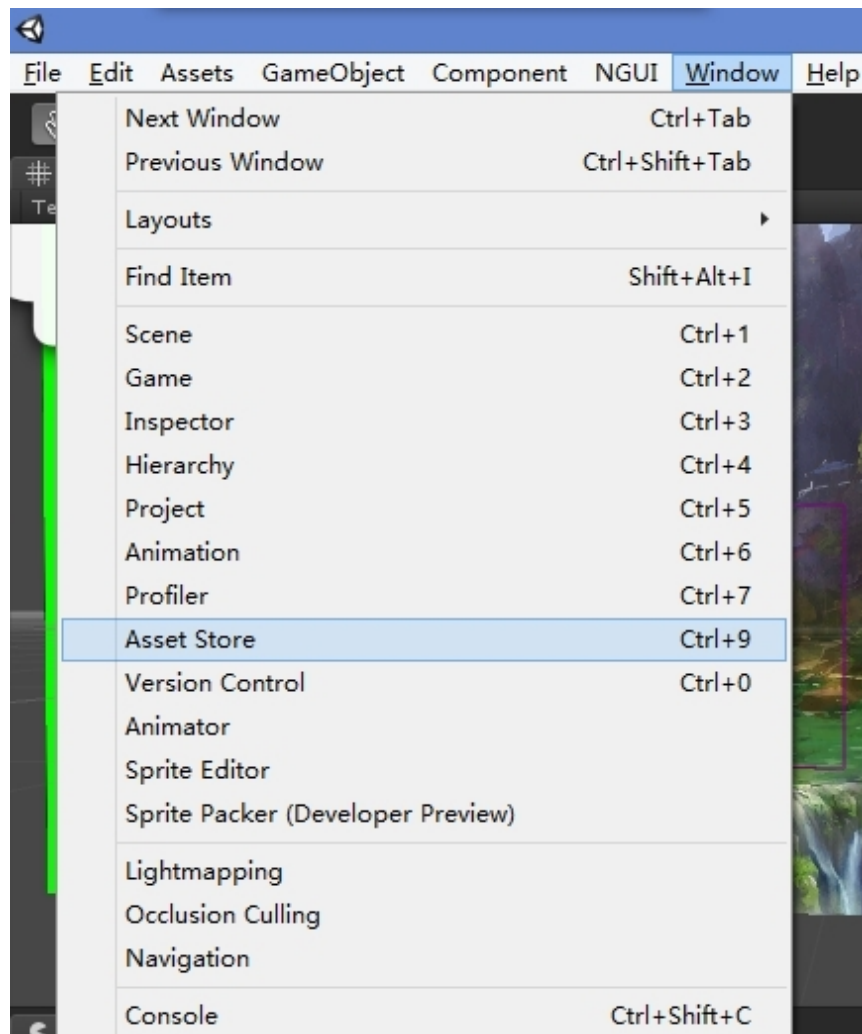 File Edit Assets GameObject Component NGUI Window Help
Next Window Ctrl+Tab
Previous Window Ctrl+Shift+Tab
Te
Layouts
Find Item Shift+Alt+I
Scene Ctrl+1
Game Ctrl+2
Inspector Ctrl+3
Hierarchy Ctrl+4
Project Ctrl+5
Animation Ctrl+6
Profiler Ctrl+7
Asset Store Ctrl+9
Version Control Ctrl+0
Animator
Sprite Editor
Sprite Packer (Developer Preview)
Lightmapping
Occlusion Culling
Navigation
Console Ctrl+Shift+C